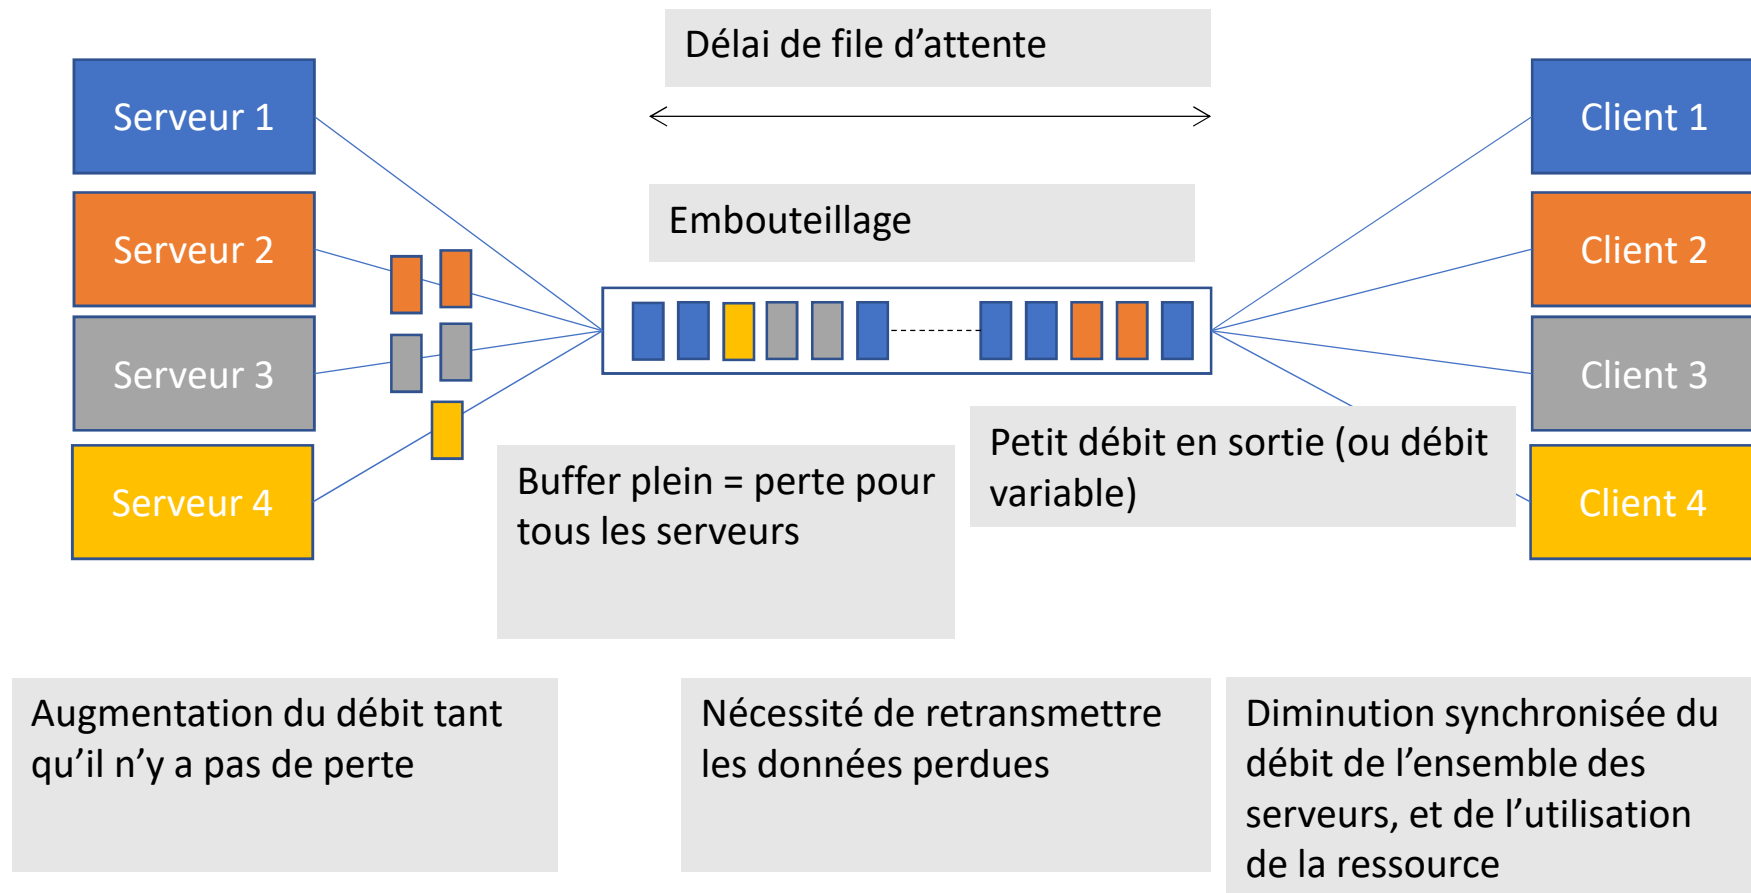 Délai de file d’attente
Serveur 1
Client 1
Embouteillage
Serveur 2
Client 2
Serveur 3
Client 3
Petit débit en sortie (ou débit
variable)
Buffer plein = perte pour
tous les serveurs
Serveur 4
Client 4
Augmentation du débit tant
qu’il n’y a pas de perte
Nécessité de retransmettre
les données perdues
Diminution synchronisée du
débit de l’ensemble des
serveurs, et de l’utilisation
de la ressource